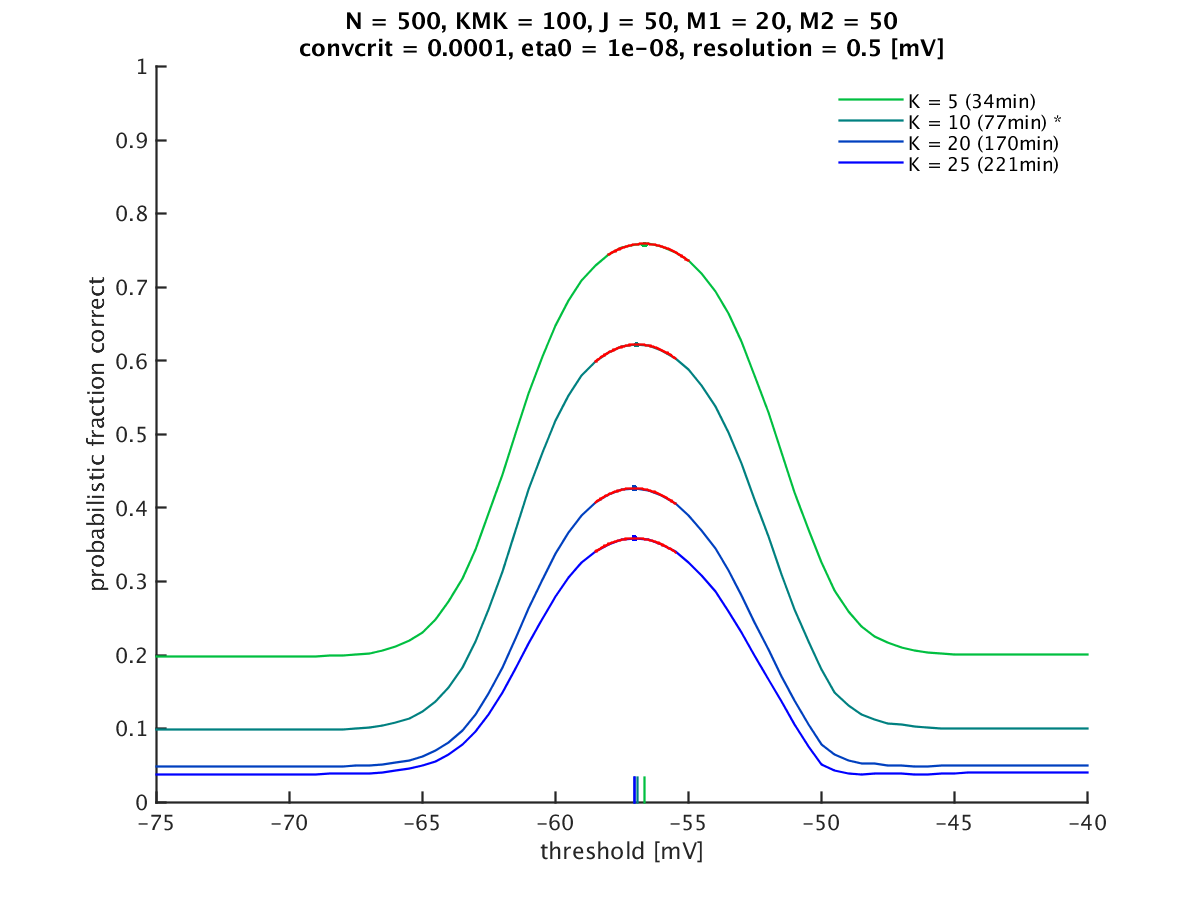 N = 500, KMK = 100, J = 50, M1 = 20, M2 = 50
convcrit = 0.0001, eta0 = 1e-08, resolution = 0.5 [mV]
K = 5 (34min)
K = 10 (77min) *
K = 20 (170min)
K = 25 (221min)
probabilistic fraction correct
1
0.9
0.8
0.7
0.6
0.5
0.4
0.3
0.2
0.1
0
−75
−70
−65
−60
−55
−50
−45
−40
threshold [mV]